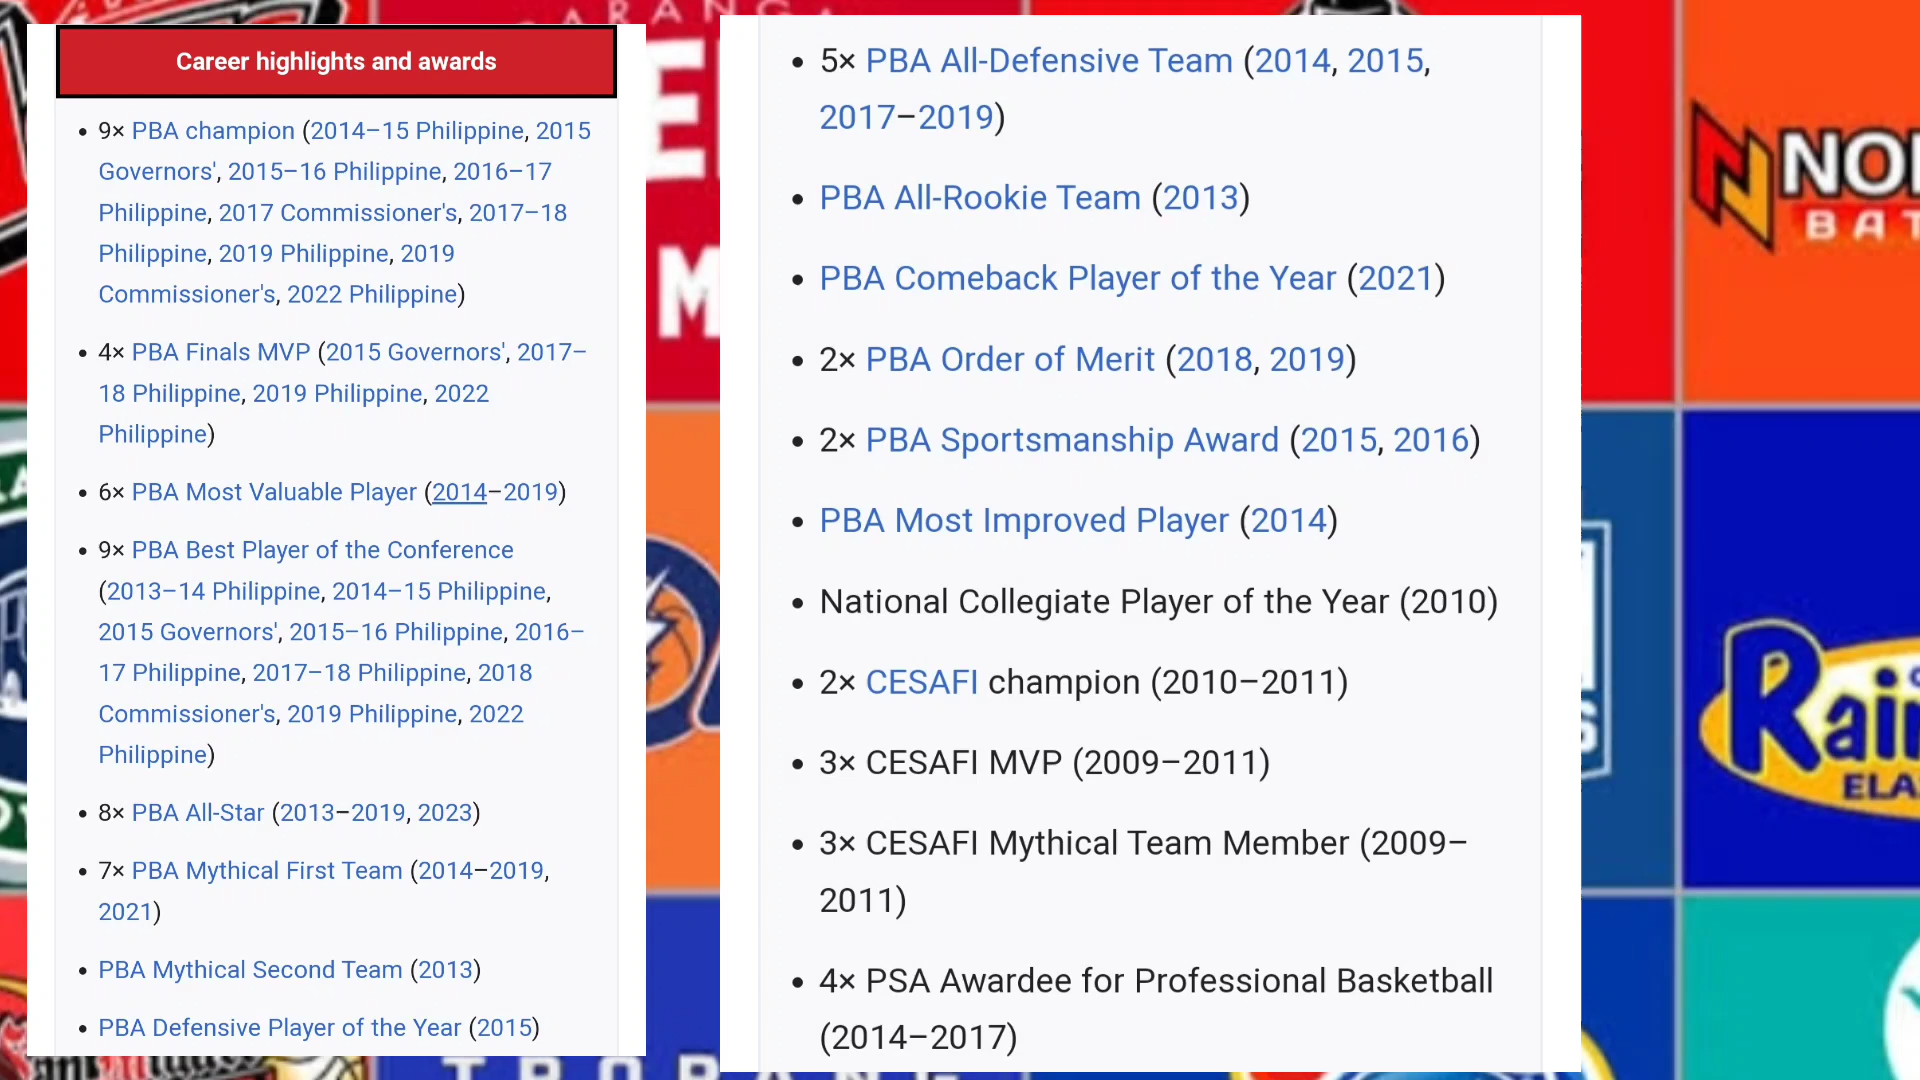 Career highlights and awards
• 9× PBA champion (2014–15 Philippine, 2015
Governors', 2015–16 Philippine, 2016–17
Philippine, 2017 Commissioner's, 2017–18
Philippine, 2019 Philippine, 2019
Commissioner's, 2022 Philippine)
• 4× PBA Finals MVP (2015 Governors', 2017–
18 Philippine, 2019 Philippine, 2022
Philippine)
• 6× PBA Most Valuable Player (2014–2019)
• 9× PBA Best Player of the Conference
(2013–14 Philippine, 2014–15 Philippine,
2015 Governors', 2015–16 Philippine, 2016–
17 Philippine, 2017–18 Philippine, 2018
Commissioner's, 2019 Philippine, 2022
Philippine)
• 8× PBA All-Star (2013–2019, 2023)
• 7× PBA Mythical First Team (2014–2019,
2021)
• PBA Mythical Second Team (2013)
• PBA Defensive Player of the Year (2015)
• 5× PBA All-Defensive Team (2014, 2015,
2017–2019)
• PBA All-Rookie Team (2013)
• PBA Comeback Player of the Year (2021)
• 2× PBA Order of Merit (2018, 2019)
• 2× PBA Sportsmanship Award (2015, 2016)
• PBA Most Improved Player (2014)
• National Collegiate Player of the Year (2010)
• 2× CESAFI champion (2010–2011)
• 3× CESAFI MVP (2009–2011)
• 3× CESAFI Mythical Team Member (2009–
2011)
• 4× PSA Awardee for Professional Basketball
(2014–2017)